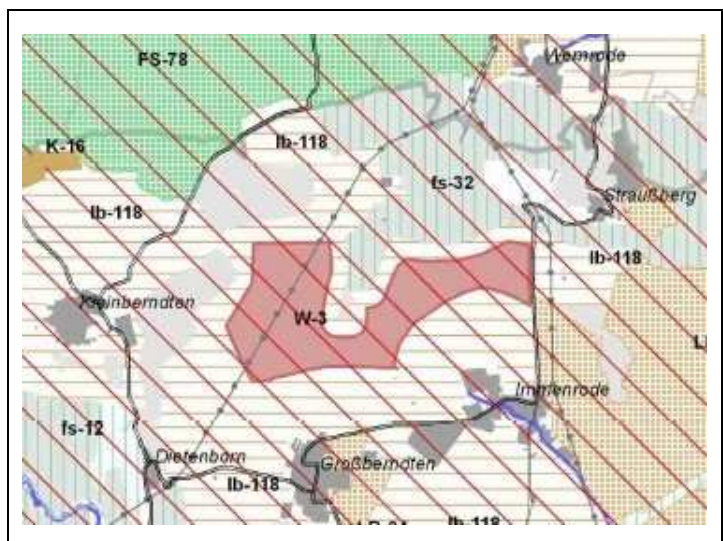 FS-78
Wernrode
lb-118
K-16
fs-32
lb-118
Straußberg
lb-118
Kleinberndten
W-3
Immenrode
fs-12
Dietenborn
Großberndten
lb-118
lb-118